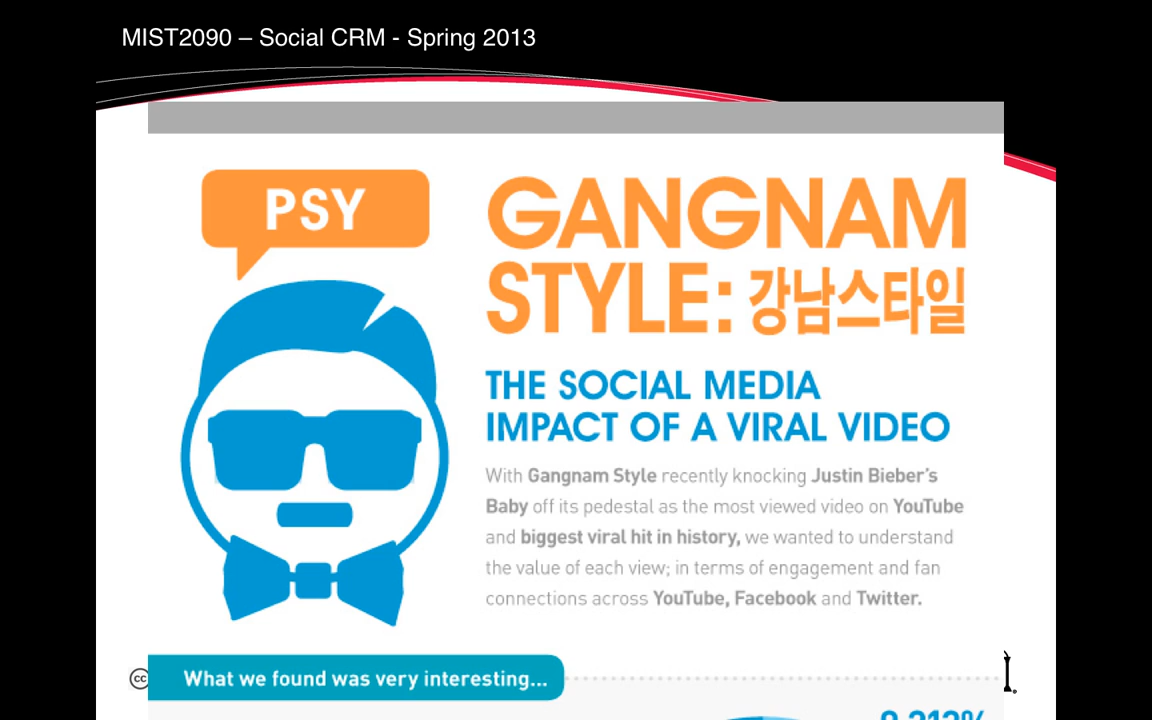 MIST2090 – Social CRM - Spring 2013
PSY
GANGNAM
STYLE: 강남스타일
THE SOCIAL MEDIA
IMPACT OF A VIRAL VIDEO
With Gangnam Style recently knocking Justin Bieber’s
Baby off its pedestal as the most viewed video on YouTube
and biggest viral hit in history, we wanted to understand
the value of each view; in terms of engagement and fan
connections across YouTube, Facebook and Twitter.
cc
What we found was very interesting...